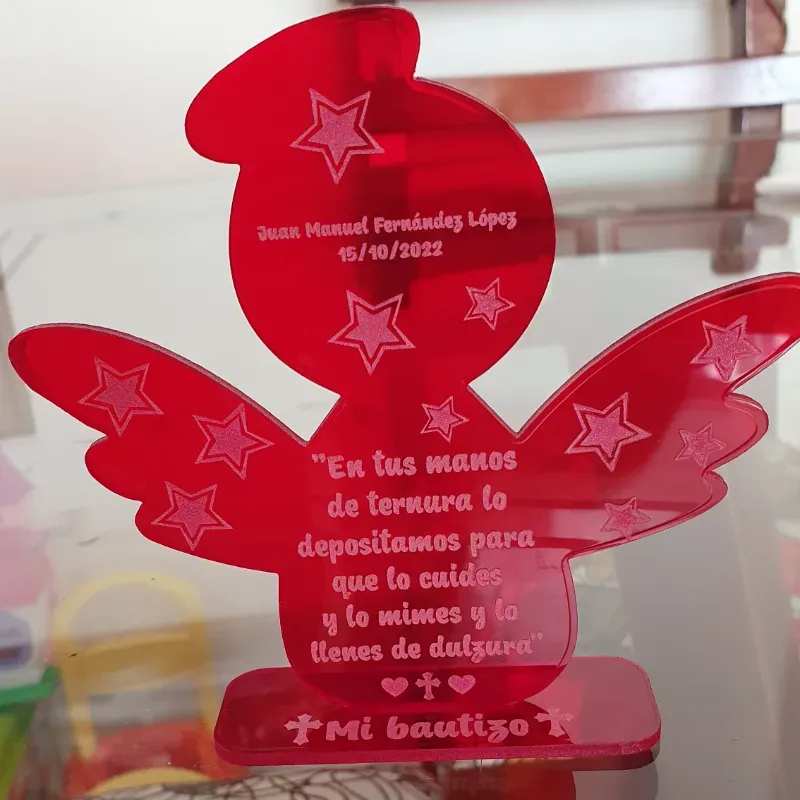 Juan Manuel Fernández López
15/10/2022
"En tus manos
de ternura lo
depositamos para
que lo cuides
y lo mimes y lo
llenes de dulzura"
Mi bautizo